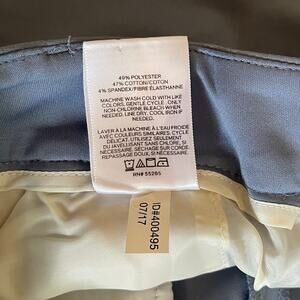 49% POLYESTER
47% COTTON/COTON
4% SPANDEX/FIBRE ELASTHANNE
MACHINE WASH COLD WITH LIKE
COLORS, GENTLE CYCLE, ONLY
NON-CHLORINE BLEACH WHEN
NEEDED, LINE DRY, COOL IRON IF
NEEDED.
LAVER À LA MACHINE À L'EAU FROIDE
AVEC COULEURS SIMILAIRES, CYCLE
DÉLICAT, UTILISER SEULEMENT
DU JAVELLISANT SANS CHLORE SI
NÉCESSAIRE, SÉCHER SUR CORDE,
REPASSAGE DOUX, SI NÉCESSAIRE.
RN# 55285
ID#400495
07/17